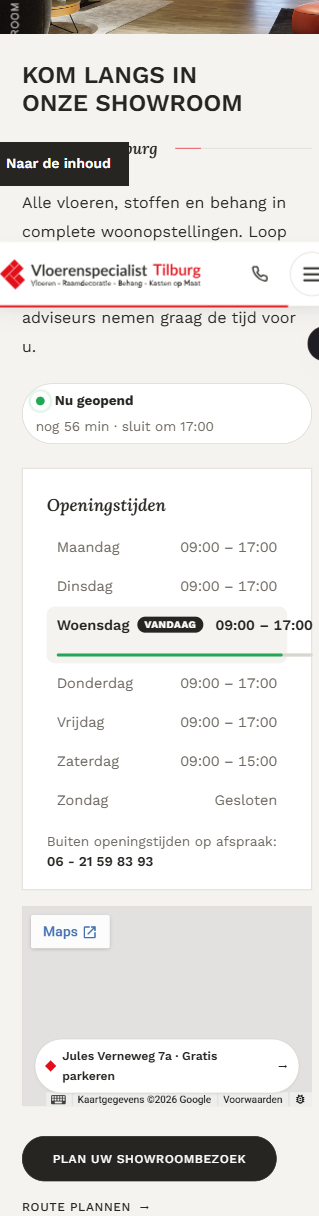 ROOM
KOM LANGS IN
ONZE SHOWROOM
Naar de inhoud
Alle vloeren, stoffen en behang in
complete woonopstellingen. Loop
Vloerenspecialist Tilburg
Vloeren - Raamdecoratie - Behang - Kasten op Maat
adviseurs nemen graag de tijd voor
u.
Nu geopend
nog 56 min · sluit om 17:00
Openingstijden
Maandag 09:00 – 17:00
Dinsdag 09:00 – 17:00
Woensdag VANDAAG 09:00 – 17:00
Donderdag 09:00 – 17:00
Vrijdag 09:00 – 17:00
Zaterdag 09:00 – 15:00
Zondag Gesloten
Buiten openingstijden op afspraak:
06 - 21 59 83 93
Maps
Jules Verneweg 7a · Gratis
parkeren →
Kaartgegevens ©2026 Google Voorwaarden
PLAN UW SHOWROOMBEZOEK
ROUTE PLANNEN →